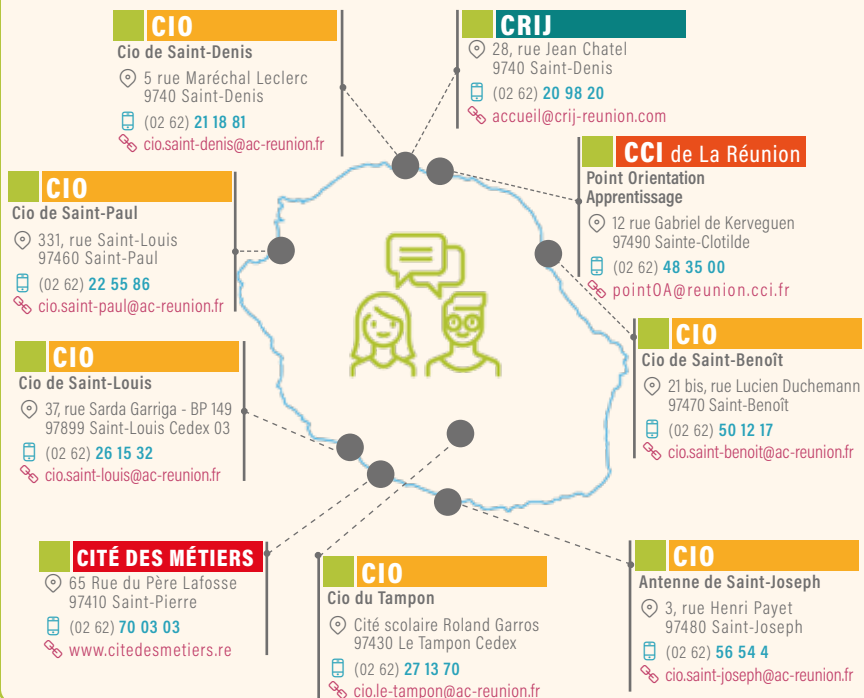 CIO
Cio de Saint-Denis
5 rue Maréchal Leclerc
9740 Saint-Denis
(02 62) 21 18 81
cio.saint-denis@ac-reunion.fr
CRIJ
28, rue Jean Chatel
9740 Saint-Denis
(02 62) 20 98 20
accueil@crij-reunion.com
CCI de La Réunion
Point Orientation
Apprentissage
12 rue Gabriel de Kerveguen
97490 Sainte-Clotilde
(02 62) 48 35 00
pointOA@reunion.cci.fr
CIO
Cio de Saint-Paul
331, rue Saint-Louis
97460 Saint-Paul
(02 62) 22 55 86
cio.saint-paul@ac-reunion.fr
CIO
Cio de Saint-Benoît
21 bis, rue Lucien Duchemann
97470 Saint-Benoît
(02 62) 50 12 17
cio.saint-benoit@ac-reunion.fr
CIO
Cio de Saint-Louis
37, rue Sarda Garriga - BP 149
97899 Saint-Louis Cedex 03
(02 62) 26 15 32
cio.saint-louis@ac-reunion.fr
CITÉ DES MÉTIERS
65 Rue du Père Lafosse
97410 Saint-Pierre
(02 62) 70 03 03
www.citedesmetiers.re
CIO
Cio du Tampon
Cité scolaire Roland Garros
97430 Le Tampon Cedex
(02 62) 27 13 70
cio.le-tampon@ac-reunion.fr
CIO
Antenne de Saint-Joseph
3, rue Henri Payet
97480 Saint-Joseph
(02 62) 56 54 4
cio.saint-joseph@ac-reunion.fr